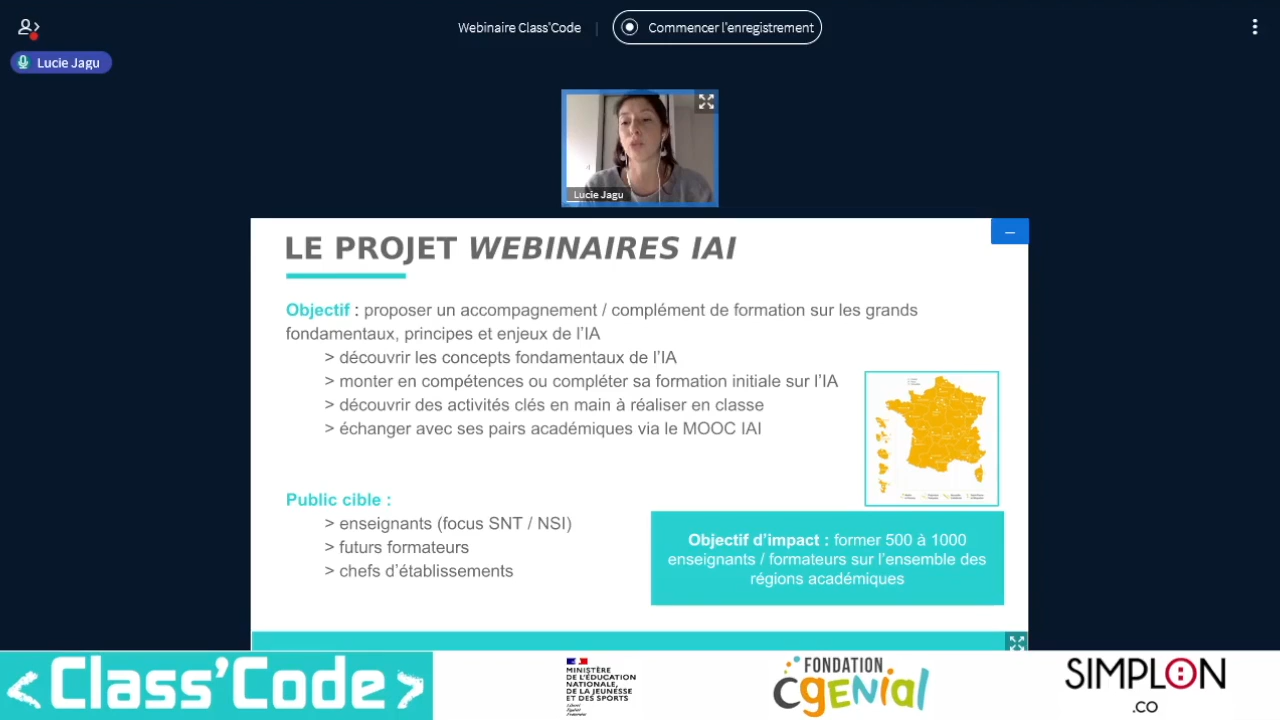 Webinaire Class'Code
Commencer l'enregistrement
Lucie Jagu
Lucie Jagu
LE PROJET WEBINAIRES IAI
Objectif : proposer un accompagnement / complément de formation sur les grands
fondamentaux, principes et enjeux de l'IA
> découvrir les concepts fondamentaux de l'IA
> monter en compétences ou compléter sa formation initiale sur l'IA
> découvrir des activités clés en main à réaliser en classe
> échanger avec ses pairs académiques via le MOOC IAI
Public cible :
> enseignants (focus SNT / NSI)
> futurs formateurs
> chefs d'établissements
Objectif d'impact : former 500 à 1000
enseignants / formateurs sur l'ensemble des
régions académiques
<Class'Code>
MINISTÈRE
DE L'ÉDUCATION
NATIONALE,
DE LA JEUNESSE
ET DES SPORTS
Liberté
Égalité
Fraternité
FONDATION
CGENIAL
SIMPLON
.CO